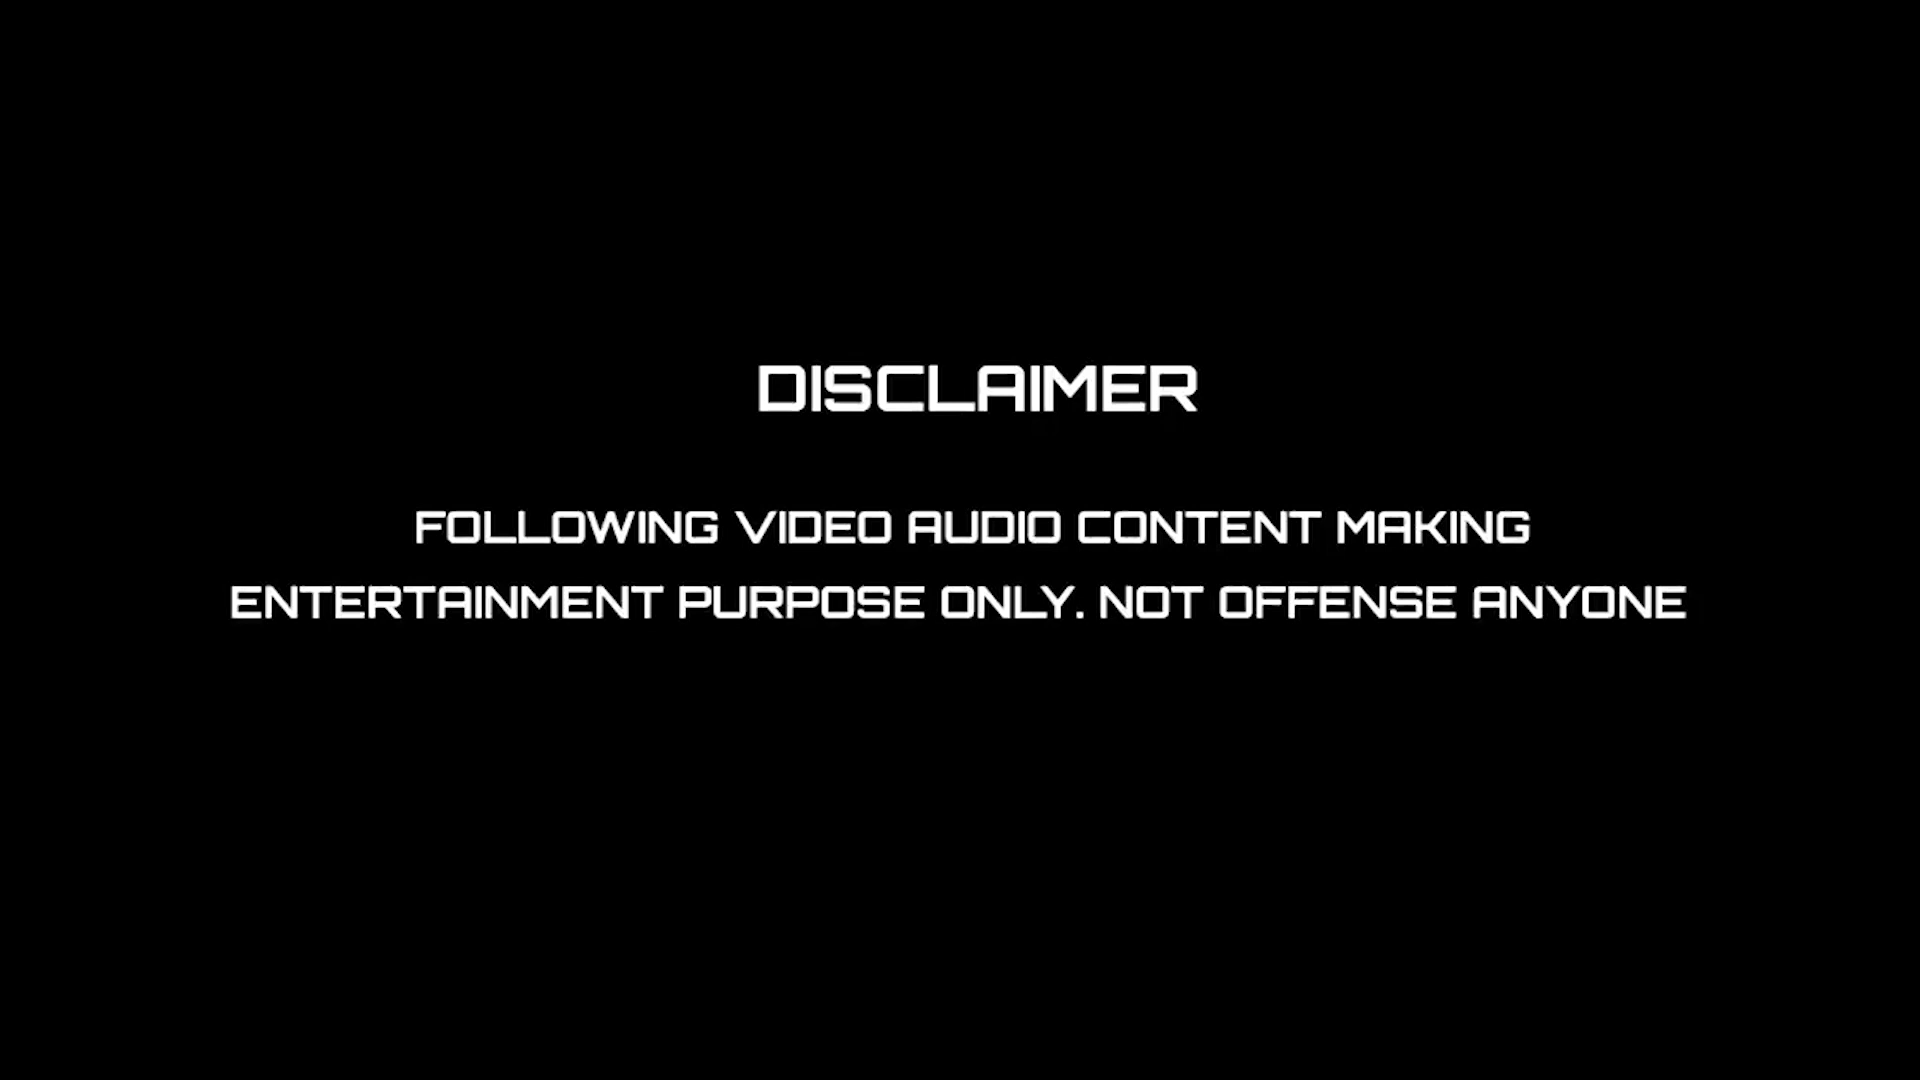 DISCLAIMER
FOLLOWING VIDEO AUDIO CONTENT MAKING
ENTERTAINMENT PURPOSE ONLY. NOT OFFENSE ANYONE